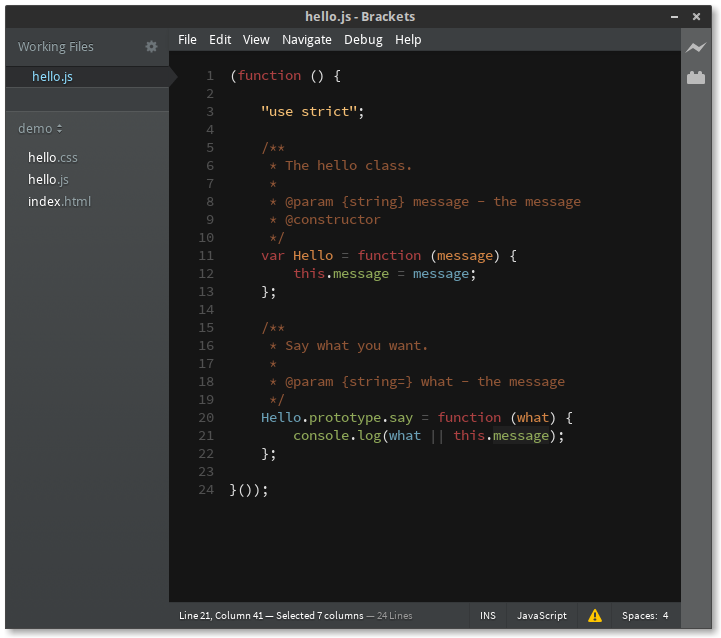 hello.js - Brackets
Working Files
hello.js
demo
hello.css
hello.js
index.html
File Edit View Navigate Debug Help
1 (function () {
2
3     "use strict";
4
5     /**
6      * The hello class.
7      *
8      * @param {string} message - the message
9      * @constructor
10      */
11     var Hello = function (message) {
12         this.message = message;
13     };
14
15     /**
16      * Say what you want.
17      *
18      * @param {string=} what - the message
19      */
20     Hello.prototype.say = function (what) {
21         console.log(what || this.message);
22     };
23
24 }());
Line 21, Column 41 — Selected 7 columns — 24 Lines INS JavaScript Spaces: 4